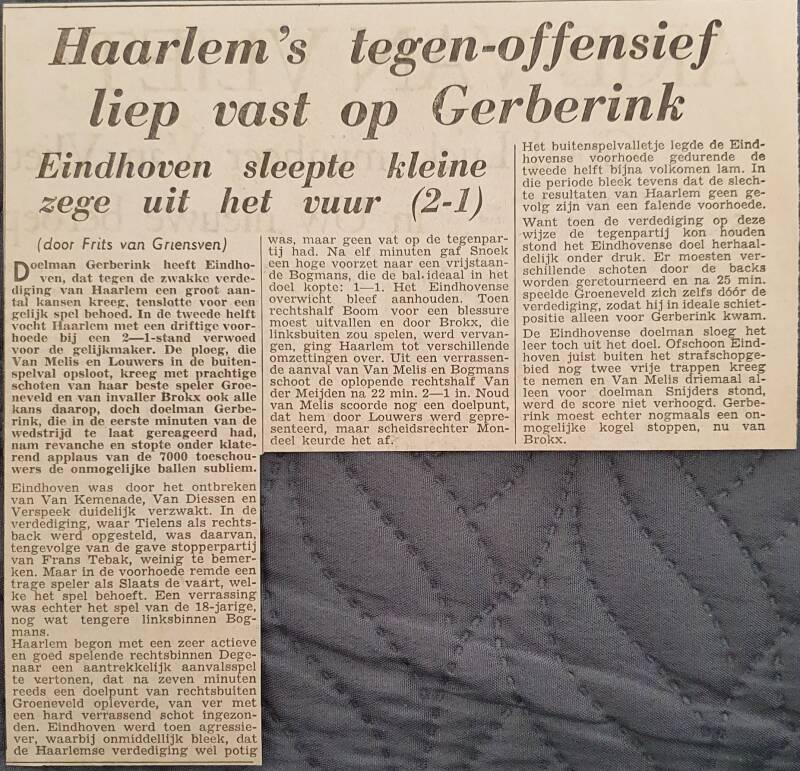 Haarlem's tegen-offensief
liep vast op Gerberink
Eindhoven sleepte kleine
zege uit het vuur (2-1)
(door Frits van Griensven)
Doelman Gerberink heeft Eindho-
ven, dat tegen de zwakke verde-
diging van Haarlem een groot aan-
tal kansen kreeg, tenslotte voor een
gelijk spel behoed. In de tweede helft
vocht Haarlem met een driftige voor-
hoede bij een 2—1-stand verwoed
voor de gelijkmaker. De ploeg, die
Van Melis en Louwers in de buiten-
spelval opsloot, kreeg met prachtige
schoten van haar beste speler Groe-
neveld en van invaller Brokx ook alle
kans daarop, doch doelman Gerbe-
rink, die in de eerste minuten van de
wedstrijd te laat gereageerd had,
nam revanche en stopte onder klate-
rend applaus van de 7000 toeschou-
wers de onmogelijke ballen subliem.
Eindhoven was door het ontbreken
van Van Kemenade, Van Diessen en
Verspeek duidelijk verzwakt. In de
verdediging, waar Tielens als rechts-
back werd opgesteld, was daarvan,
tengevolge van de gave stopperpartij
van Frans Tebak, weinig te bemer-
ken. Maar in de voorhoede remde een
trage speler als Slaats de vaart, wel-
ke het spel behoeft. Een verrassing
was echter het spel van de 18-jarige,
nog wat tengere linksbinnen Bog-
mans.
Haarlem begon met een zeer actieve
en goed spelende rechtsbinnen Dege-
naar een aantrekkelijk aanvalsspel
te vertonen, dat na zeven minuten
reeds een doelpunt van rechtsbuiten
Groeneveld opleverde, van ver met
een hard verrassend schot ingezon-
den. Eindhoven werd toen agressie-
ver, waarbij onmiddellijk bleek, dat
de Haarlemse verdediging wel potig
was, maar geen vat op de tegenpar-
tij had. Na elf minuten gaf Snoek
een hoge voorzet naar een vrijstaan-
de Bogmans, die de bal ideaal in het
doel kopte: 1—1. Het Eindhovense
overwicht bleef aanhouden. Toen
rechtshalf Boom voor een blessure
moest uitvallen en door Brokx, die
linksbuiten zou spelen, werd vervan-
gen, ging Haarlem tot verschillende
omzettingen over. Uit een verrassen-
de aanval van Van Melis en Bogmans
schoot de oplopende rechtshalf Van
der Meijden na 22 min. 2—1 in. Noud
van Melis scoorde nog een doelpunt,
dat hem door Louwers werd gepre-
senteerd, maar scheidsrechter Mon-
deel keurde het af.
Het buitenspelvalletje legde de Eind-
hovense voorhoede gedurende de
tweede helft bijna volkomen lam. In
die periode bleek tevens dat de slech-
te resultaten van Haarlem geen ge-
volg zijn van een falende voorhoede.
Want toen de verdediging op deze
wijze de tegenpartij kon houden
stond het Eindhovense doel herhaal-
delijk onder druk. Er moesten ver-
schillende schoten door de backs
worden geretourneerd en na 25 min.
speelde Groeneveld zich zelfs dóór de
verdediging, zodat hij in ideale schiet-
positie alleen voor Gerberink kwam.
De Eindhovense doelman sloeg het
leer toch uit het doel. Ofschoon Eind-
hoven juist buiten het strafschopge-
bied nog twee vrije trappen kreeg
te nemen en Van Melis driemaal al-
leen voor doelman Snijders stond,
werd de score niet verhoogd. Gerbe-
rink moest echter nogmaals een on-
mogelijke kogel stoppen, nu van
Brokx.